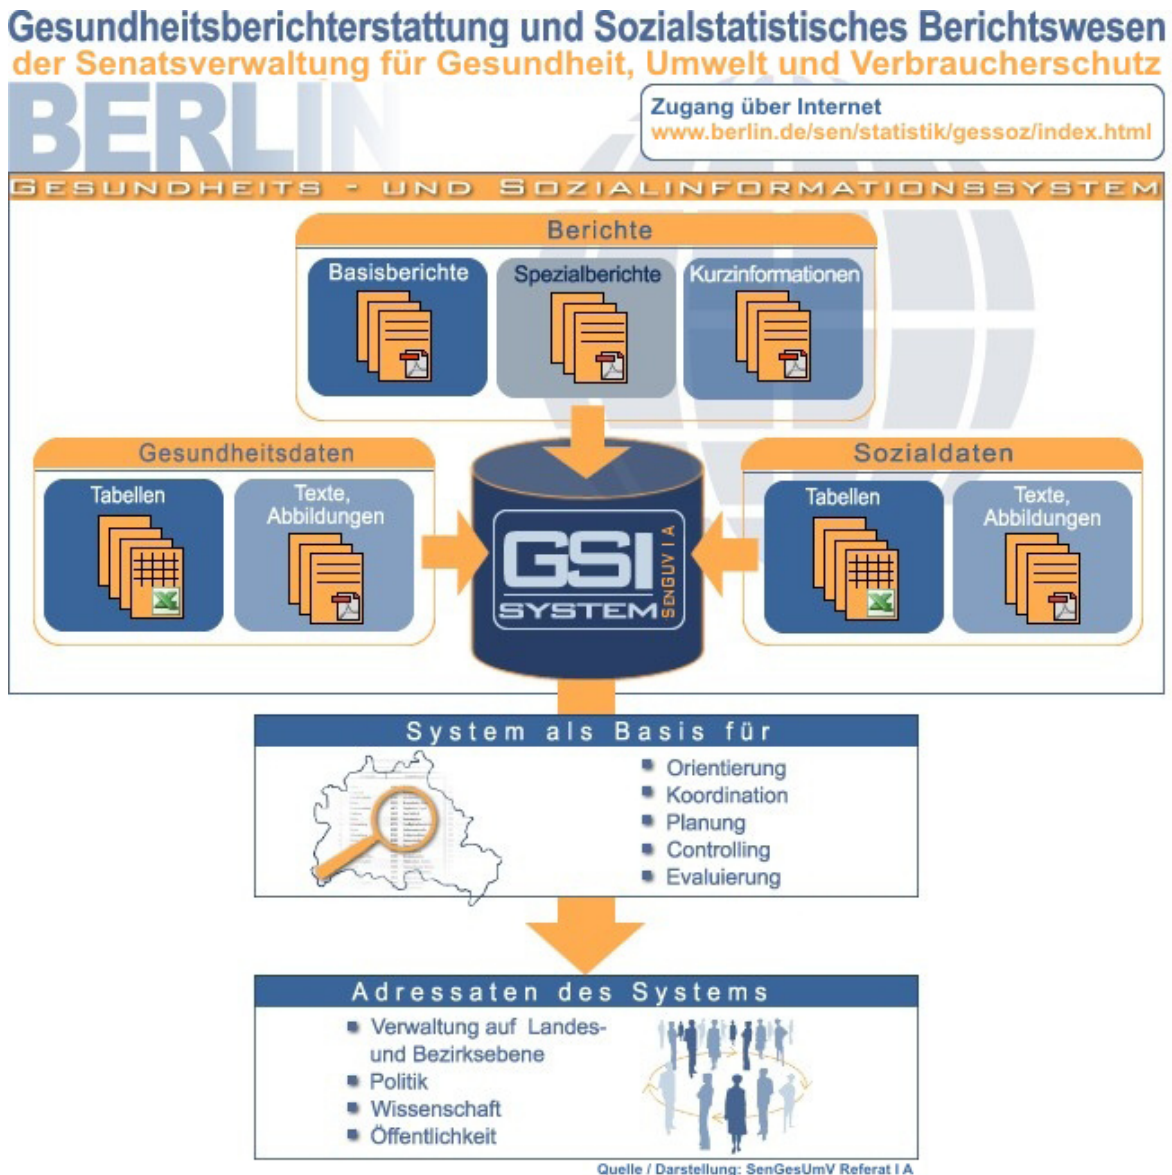 Gesundheitsberichterstattung und Sozialstatistisches Berichtswesen
der Senatsverwaltung für Gesundheit, Umwelt und Verbraucherschutz
BERLIN
Zugang über Internet
www.berlin.de/sen/statistik/gessoz/index.html
GESUNDHEITS - UND SOZIALINFORMATIONSSYSTEM
Berichte
Basisberichte
Spezialberichte
Kurzinformationen
Gesundheitsdaten
Tabellen
Texte,
Abbildungen
GSI
SYSTEM
SENGUV I A
Sozialdaten
Tabellen
Texte,
Abbildungen
System als Basis für
Orientierung
Koordination
Planung
Controlling
Evaluierung
Adressaten des Systems
Verwaltung auf Landes-
und Bezirksebene
Politik
Wissenschaft
Öffentlichkeit
Quelle / Darstellung: SenGesUmV Referat I A